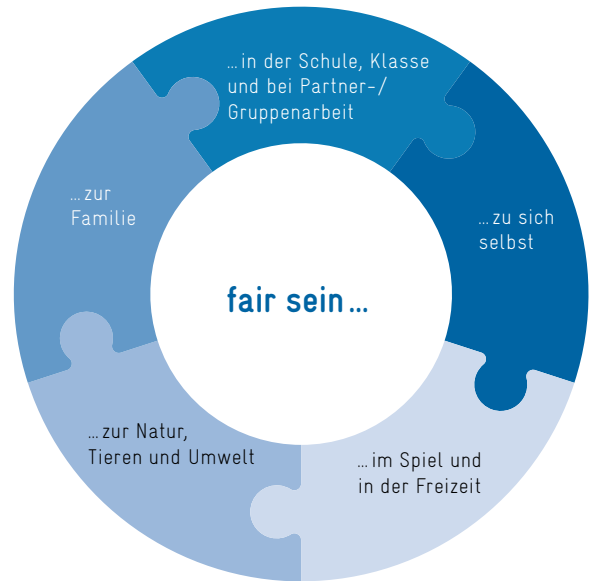 … in der Schule, Klasse
und bei Partner-/
Gruppenarbeit
… zu sich
selbst
… im Spiel und
in der Freizeit
… zur Natur,
Tieren und Umwelt
… zur
Familie
fair sein …